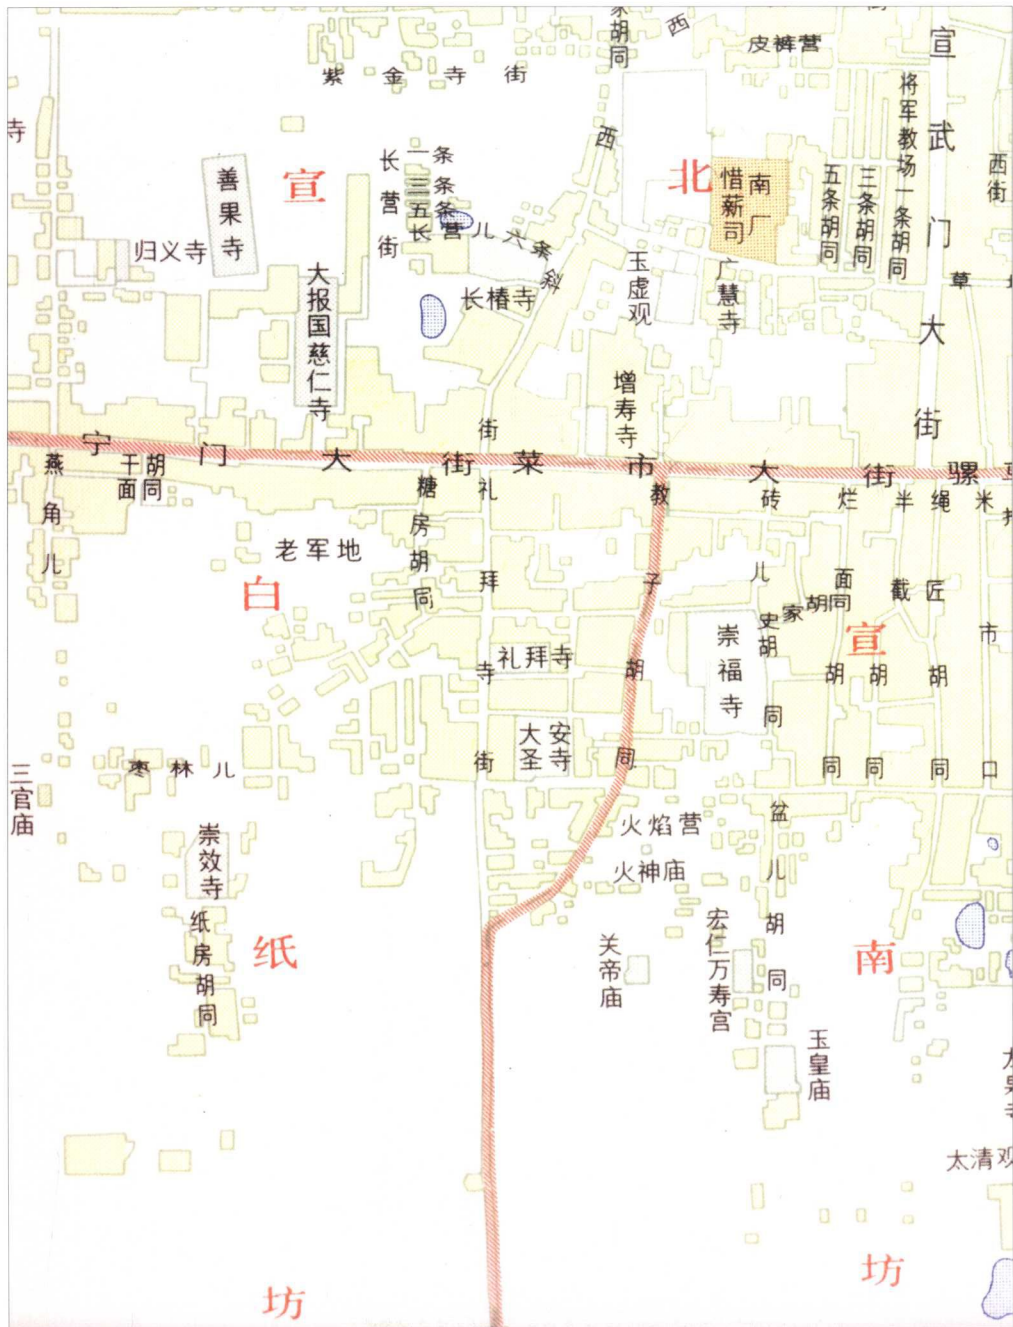 家胡同
西
街
皮裤营
宣武门大街
紫金寺街
将军教场一条胡同
寺
西斜街
宣北
长营街
一条
三条
五条
长营儿六条
善果寺
归义寺
大报国慈仁寺
长椿寺
惜薪司
南厂
五条胡同
三条胡同
西街
玉虚观
广慧寺
草
增寿寺
宁门大街
菜市大街
骡
燕角儿
干面胡同
糖房胡同
礼拜寺街
教子胡同
砖儿胡同
烂面胡同
半截胡同
绳匠胡同
米市口
老军地
史家胡同
白纸坊
宣南坊
礼拜寺
崇福寺
大圣安寺
三官庙
枣林儿
崇效寺
纸房胡同
火焰营
火神庙
盆儿胡同
关帝庙
宏仁万寿宫
玉皇庙
太清观